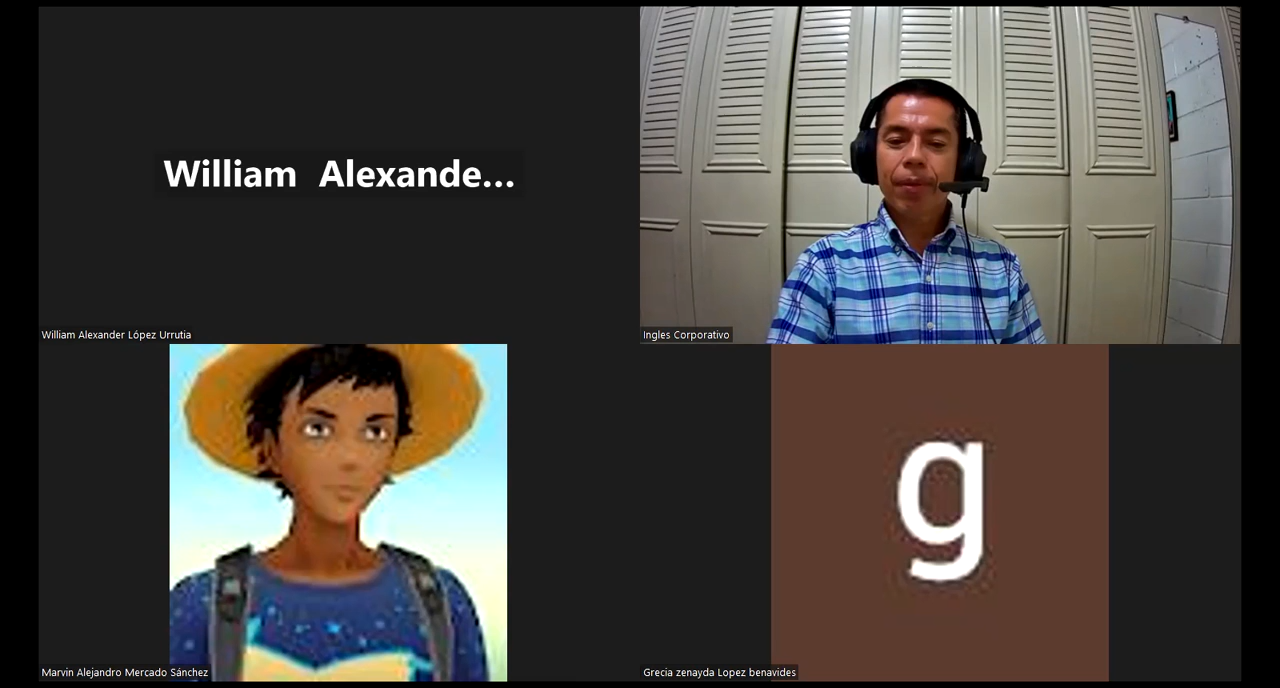 William Alexande...
William Alexander López Urrutia
Ingles Corporativo
g
Marvin Alejandro Mercado Sánchez
Grecia zenayda Lopez benavides